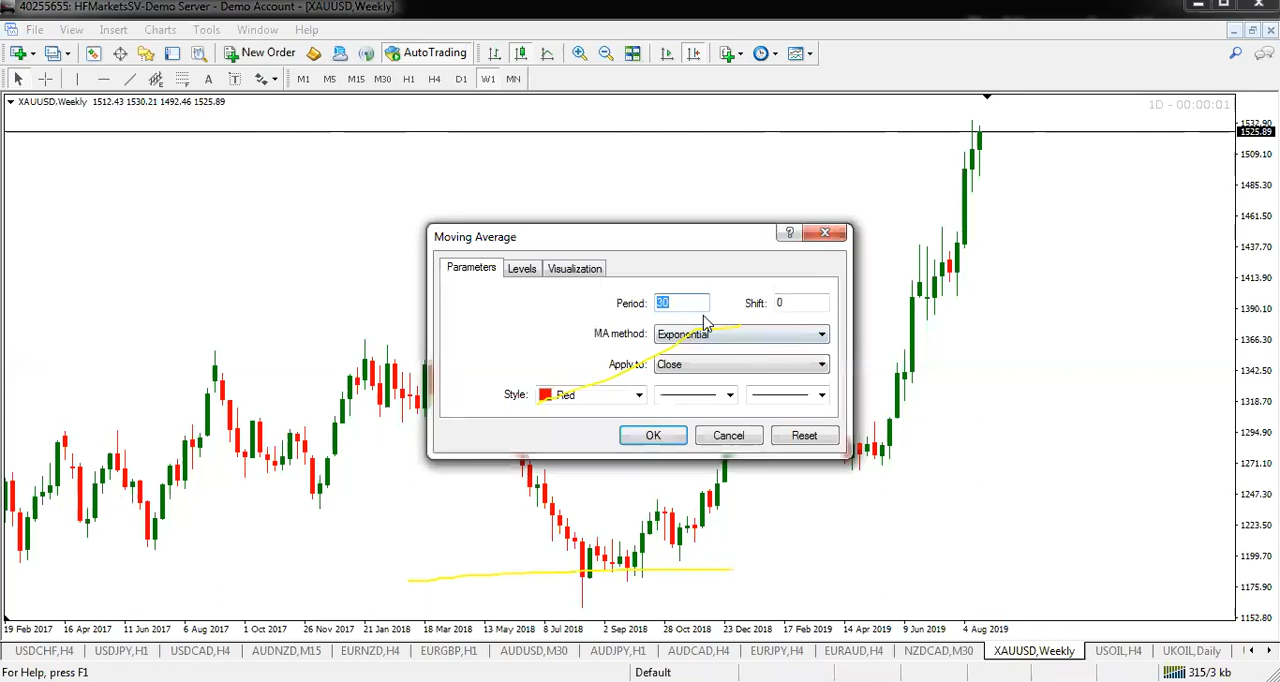 40255655: HFMarketsSV-Demo Server - Demo Account - [XAUUSD,Weekly]
File View Insert Charts Tools Window Help
New Order AutoTrading
A T M1 M5 M15 M30 H1 H4 D1 W1 MN
XAUUSD,Weekly 1512.43 1530.21 1492.46 1525.89
1D - 00:00:01
1532.90
1525.89
1509.10
1485.30
1461.50
1437.70
1413.90
1390.10
1366.30
1342.50
1318.70
1294.90
1271.10
1247.30
1223.50
1199.70
1175.90
1152.80
Moving Average
Parameters Levels Visualization
Period: 30 Shift: 0
MA method: Exponential
Apply to: Close
Style: Red
OK Cancel Reset
19 Feb 2017 16 Apr 2017 11 Jun 2017 6 Aug 2017 1 Oct 2017 26 Nov 2017 21 Jan 2018 18 Mar 2018 13 May 2018 8 Jul 2018 2 Sep 2018 28 Oct 2018 23 Dec 2018 17 Feb 2019 14 Apr 2019 9 Jun 2019 4 Aug 2019
USDCHF,H4 USDJPY,H1 USDCAD,H4 AUDNZD,M15 EURNZD,H4 EURGBP,H1 AUDUSD,M30 AUDJPY,H1 AUDCAD,H4 EURJPY,H4 EURAUD,H4 NZDCAD,M30 XAUUSD,Weekly USOIL,H4 UKOIL,Daily
For Help, press F1 Default 315/3 kb